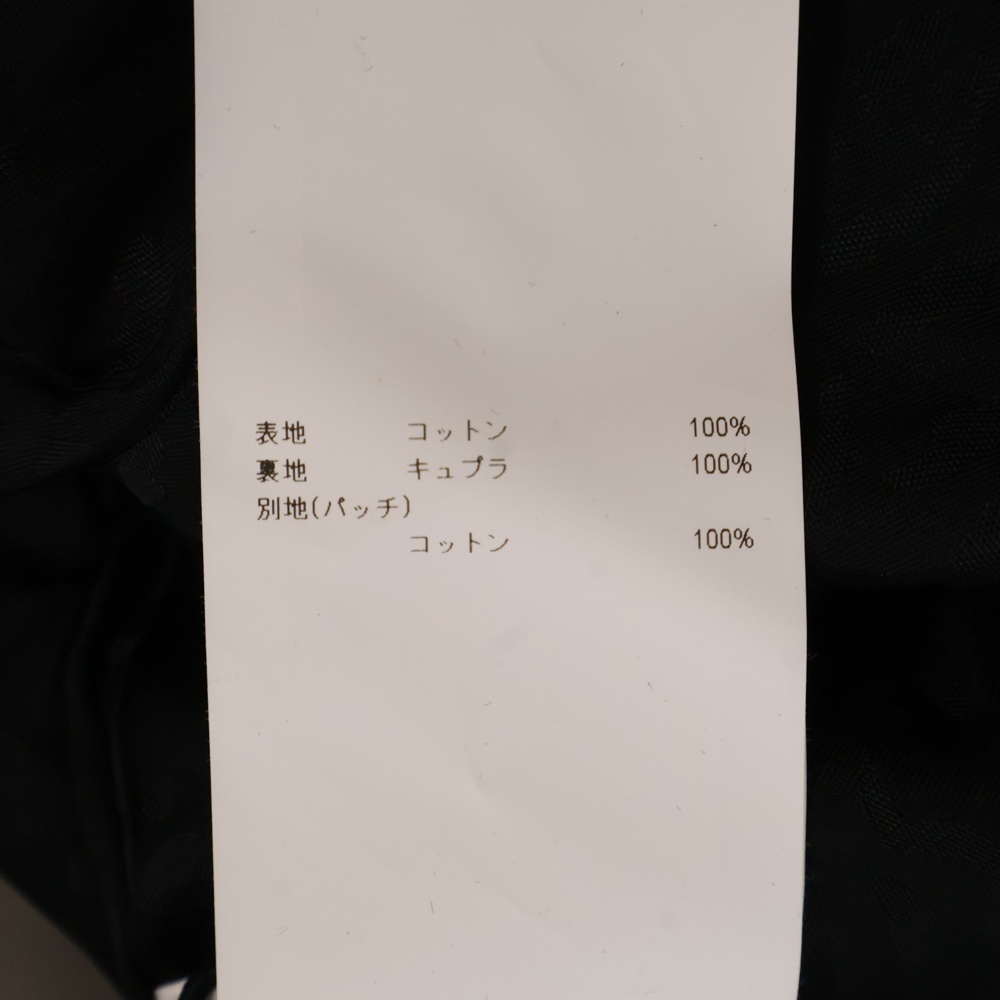 表地 コットン 100%
裏地 キュプラ 100%
別地(パッチ)
コットン 100%